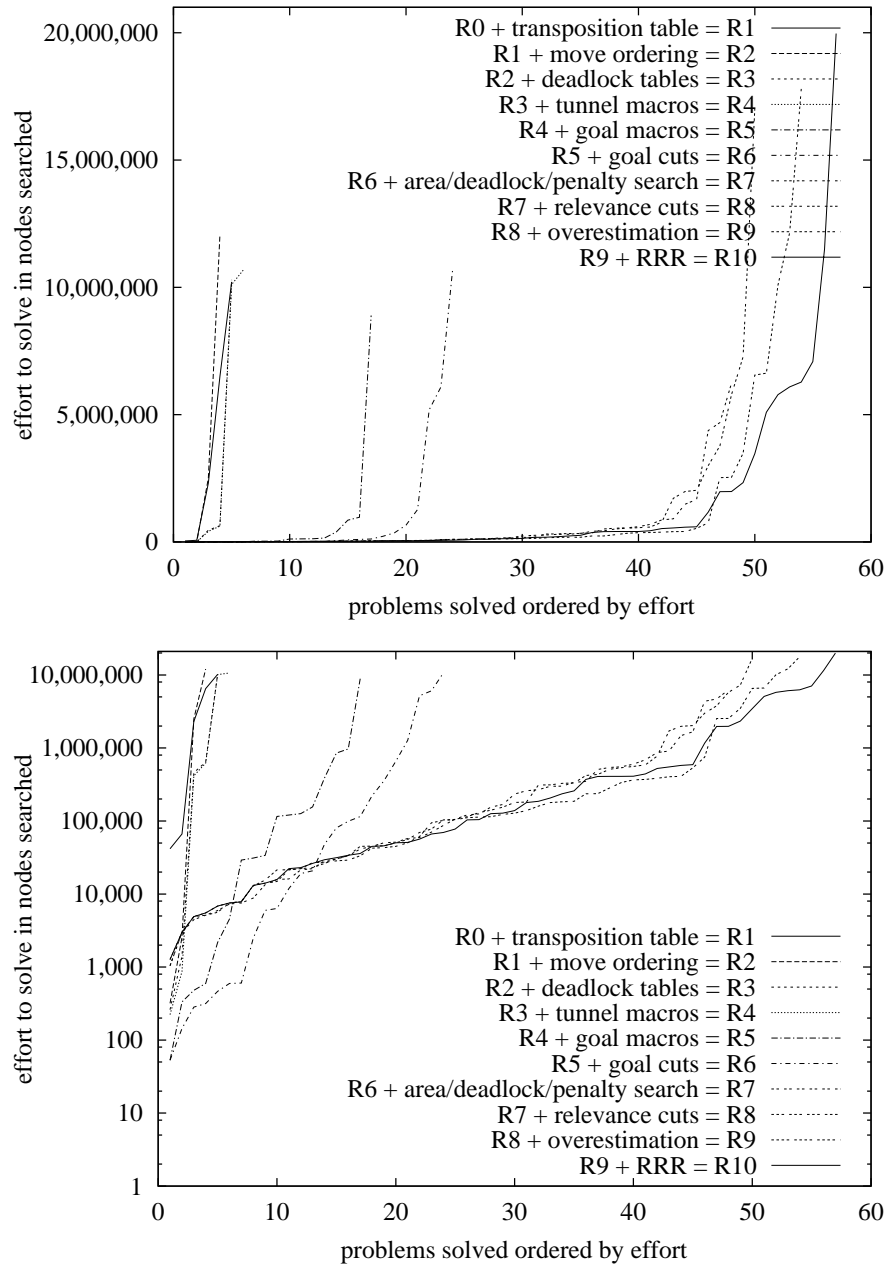 20,000,000
15,000,000
10,000,000
5,000,000
0
effort to solve in nodes searched
R0 + transposition table = R1
R1 + move ordering = R2
R2 + deadlock tables = R3
R3 + tunnel macros = R4
R4 + goal macros = R5
R5 + goal cuts = R6
R6 + area/deadlock/penalty search = R7
R7 + relevance cuts = R8
R8 + overestimation = R9
R9 + RRR = R10
0 10 20 30 40 50 60
problems solved ordered by effort
10,000,000
1,000,000
100,000
10,000
1,000
100
10
1
effort to solve in nodes searched
R0 + transposition table = R1
R1 + move ordering = R2
R2 + deadlock tables = R3
R3 + tunnel macros = R4
R4 + goal macros = R5
R5 + goal cuts = R6
R6 + area/deadlock/penalty search = R7
R7 + relevance cuts = R8
R8 + overestimation = R9
R9 + RRR = R10
0 10 20 30 40 50 60
problems solved ordered by effort